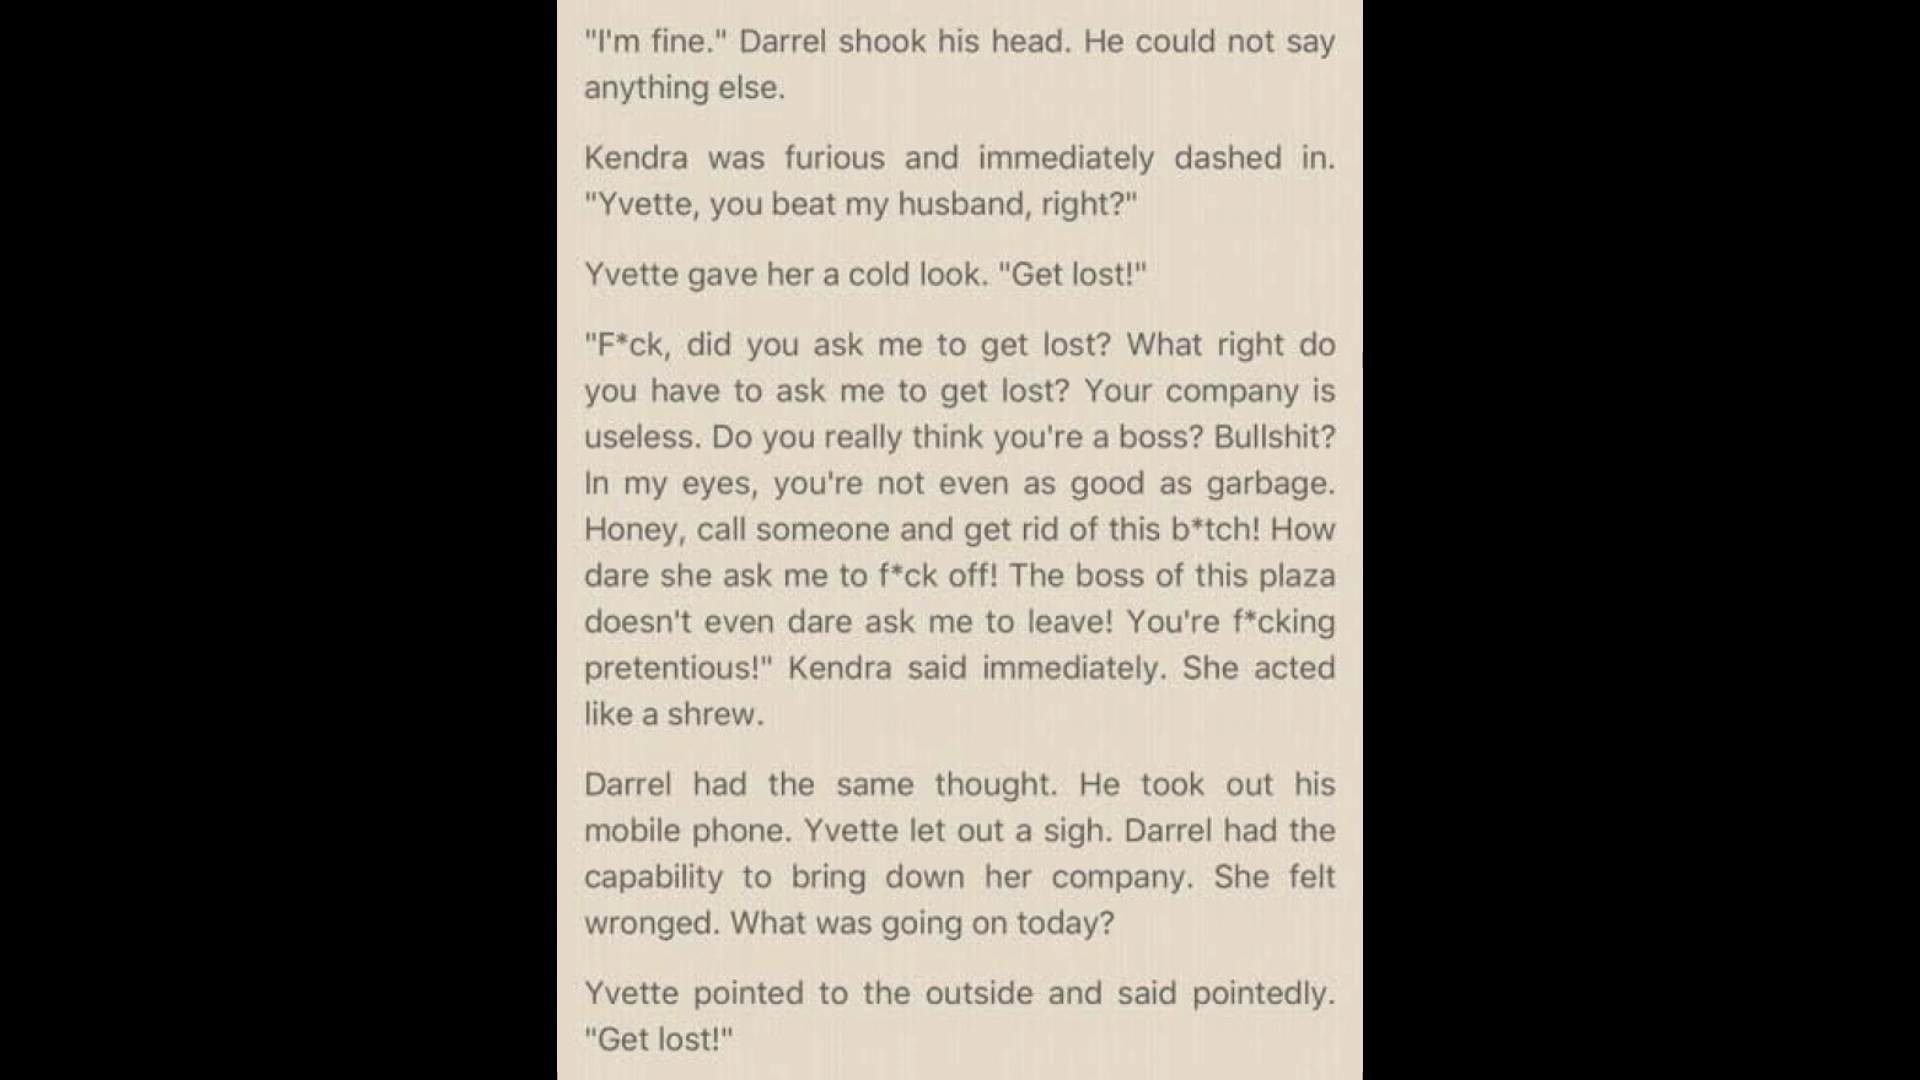 "I'm fine." Darrel shook his head. He could not say
anything else.
Kendra was furious and immediately dashed in.
"Yvette, you beat my husband, right?"
Yvette gave her a cold look. "Get lost!"
"F*ck, did you ask me to get lost? What right do
you have to ask me to get lost? Your company is
useless. Do you really think you're a boss? Bullshit?
In my eyes, you're not even as good as garbage.
Honey, call someone and get rid of this b*tch! How
dare she ask me to f*ck off! The boss of this plaza
doesn't even dare ask me to leave! You're f*cking
pretentious!" Kendra said immediately. She acted
like a shrew.
Darrel had the same thought. He took out his
mobile phone. Yvette let out a sigh. Darrel had the
capability to bring down her company. She felt
wronged. What was going on today?
Yvette pointed to the outside and said pointedly.
"Get lost!"